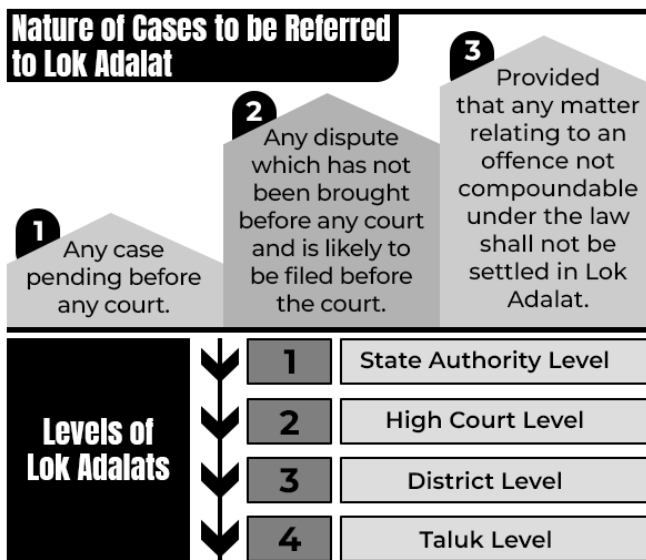 Nature of Cases to be Referred
to Lok Adalat
1
Any case
pending before
any court.
2
Any dispute
which has not
been brought
before any court
and is likely to
be filed before
the court.
3
Provided
that any matter
relating to an
offence not
compoundable
under the law
shall not be
settled in Lok
Adalat.
Levels of
Lok Adalats
1 State Authority Level
2 High Court Level
3 District Level
4 Taluk Level